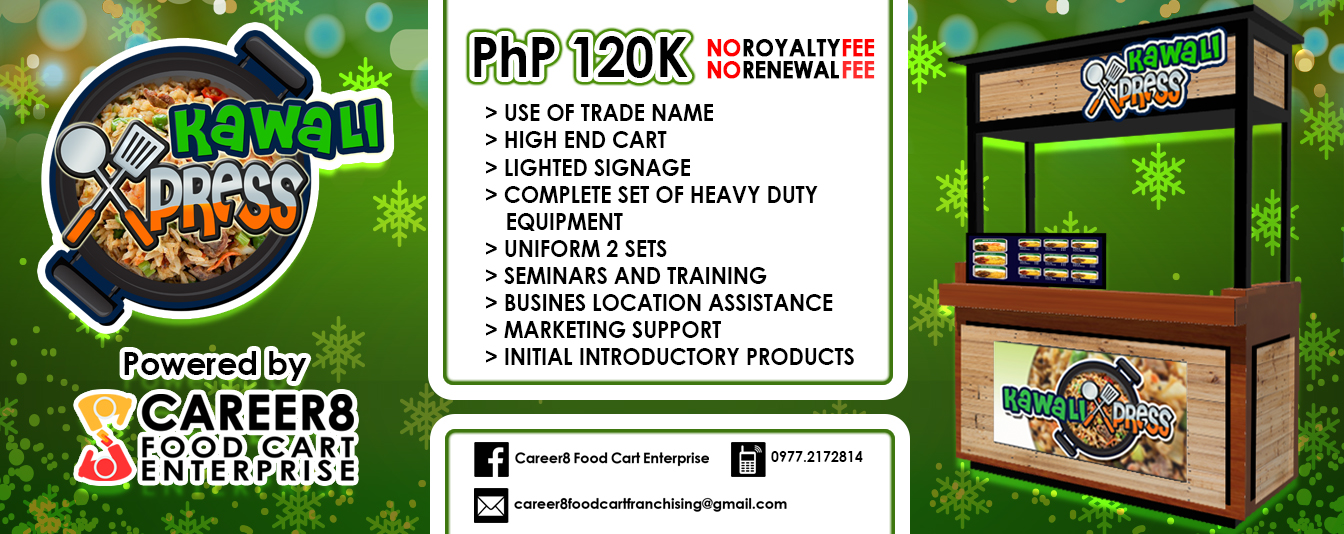 KAWALI
XPRESS
Powered by
CAREER8
FOOD CART
ENTERPRISE
PhP 120K
NO ROYALTY FEE
NO RENEWAL FEE
> USE OF TRADE NAME
> HIGH END CART
> LIGHTED SIGNAGE
> COMPLETE SET OF HEAVY DUTY
EQUIPMENT
> UNIFORM 2 SETS
> SEMINARS AND TRAINING
> BUSINES LOCATION ASSISTANCE
> MARKETING SUPPORT
> INITIAL INTRODUCTORY PRODUCTS
Career8 Food Cart Enterprise
0977.2172814
career8foodcartfranchising@gmail.com
KAWALI
XPRESS
KAWALI XPRESS